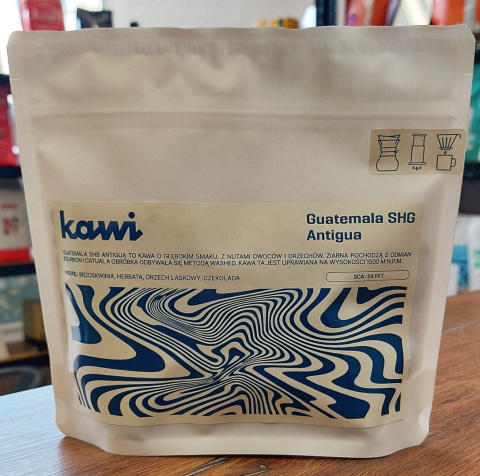 kawi
Guatemala SHG
Antigua
GUATEMALA SHB ANTIGUA TO KAWA O GŁĘBOKIM SMAKU, Z NUTAMI OWOCÓW I ORZECHÓW. ZIARNA POCHODZĄ Z ODMIAN
BOURBON I CATUAI, A OBRÓBKA ODBYWAŁA SIĘ METODĄ WASHED. KAWA TA JEST UPRAWIANA NA WYSOKOŚCI 1500 M N.P.M.
PROFIL: BRZOSKWINIA, HERBATA, ORZECH LASKOWY, CZEKOLADA
SCA: 84 PKT.